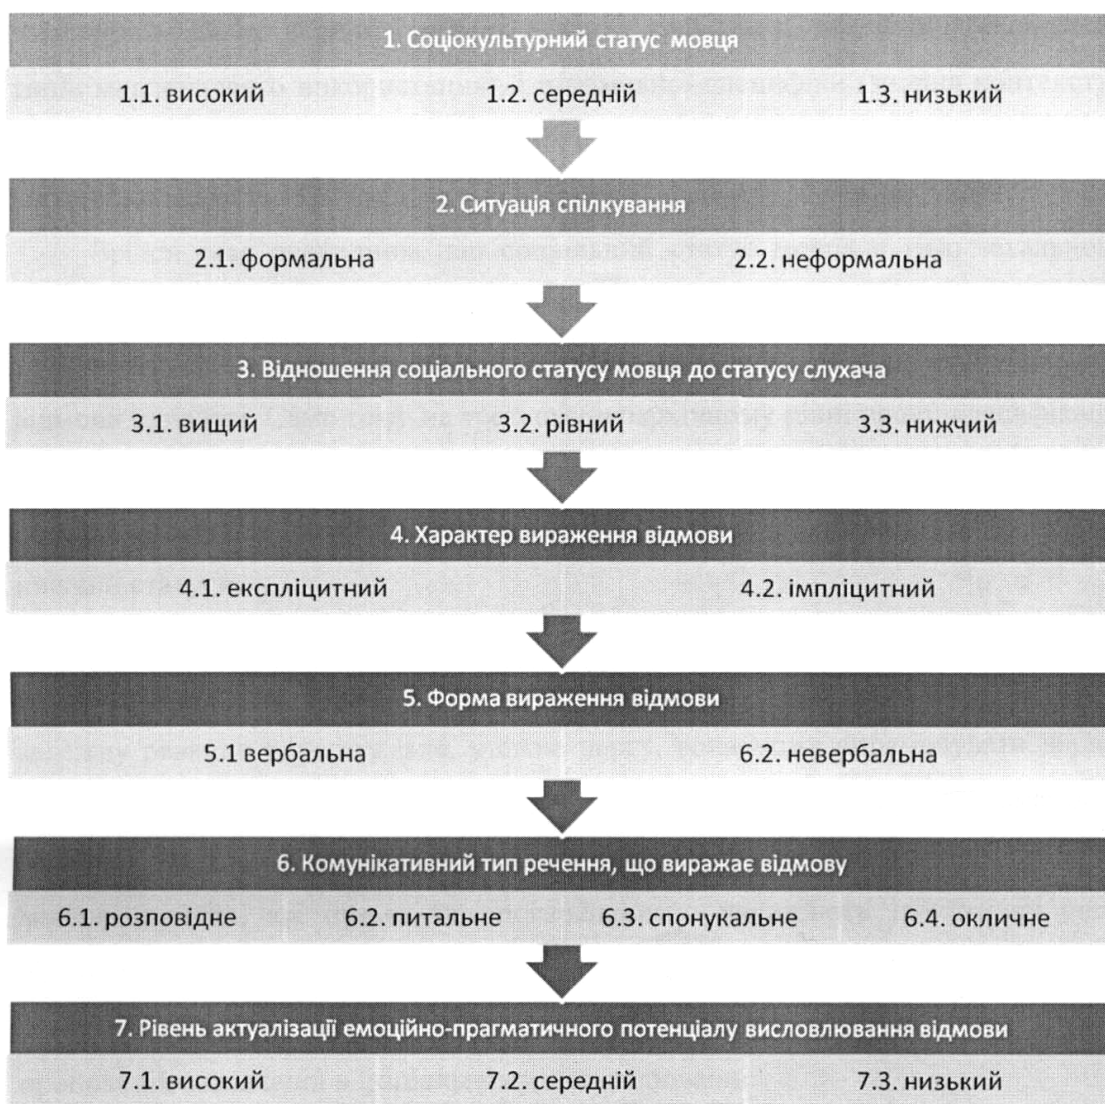 1. Соціокультурний статус мовця
1.1. високий 1.2. середній 1.3. низький
2. Ситуація спілкування
2.1. формальна 2.2. неформальна
3. Відношення соціального статусу мовця до статусу слухача
3.1. вищий 3.2. рівний 3.3. нижчий
4. Характер вираження відмови
4.1. експліцитний 4.2. імпліцитний
5. Форма вираження відмови
5.1 вербальна 6.2. невербальна
6. Комунікативний тип речення, що виражає відмову
6.1. розповідне 6.2. питальне 6.3. спонукальне 6.4. окличне
7. Рівень актуалізації емоційно-прагматичного потенціалу висловлювання відмови
7.1. високий 7.2. середній 7.3. низький